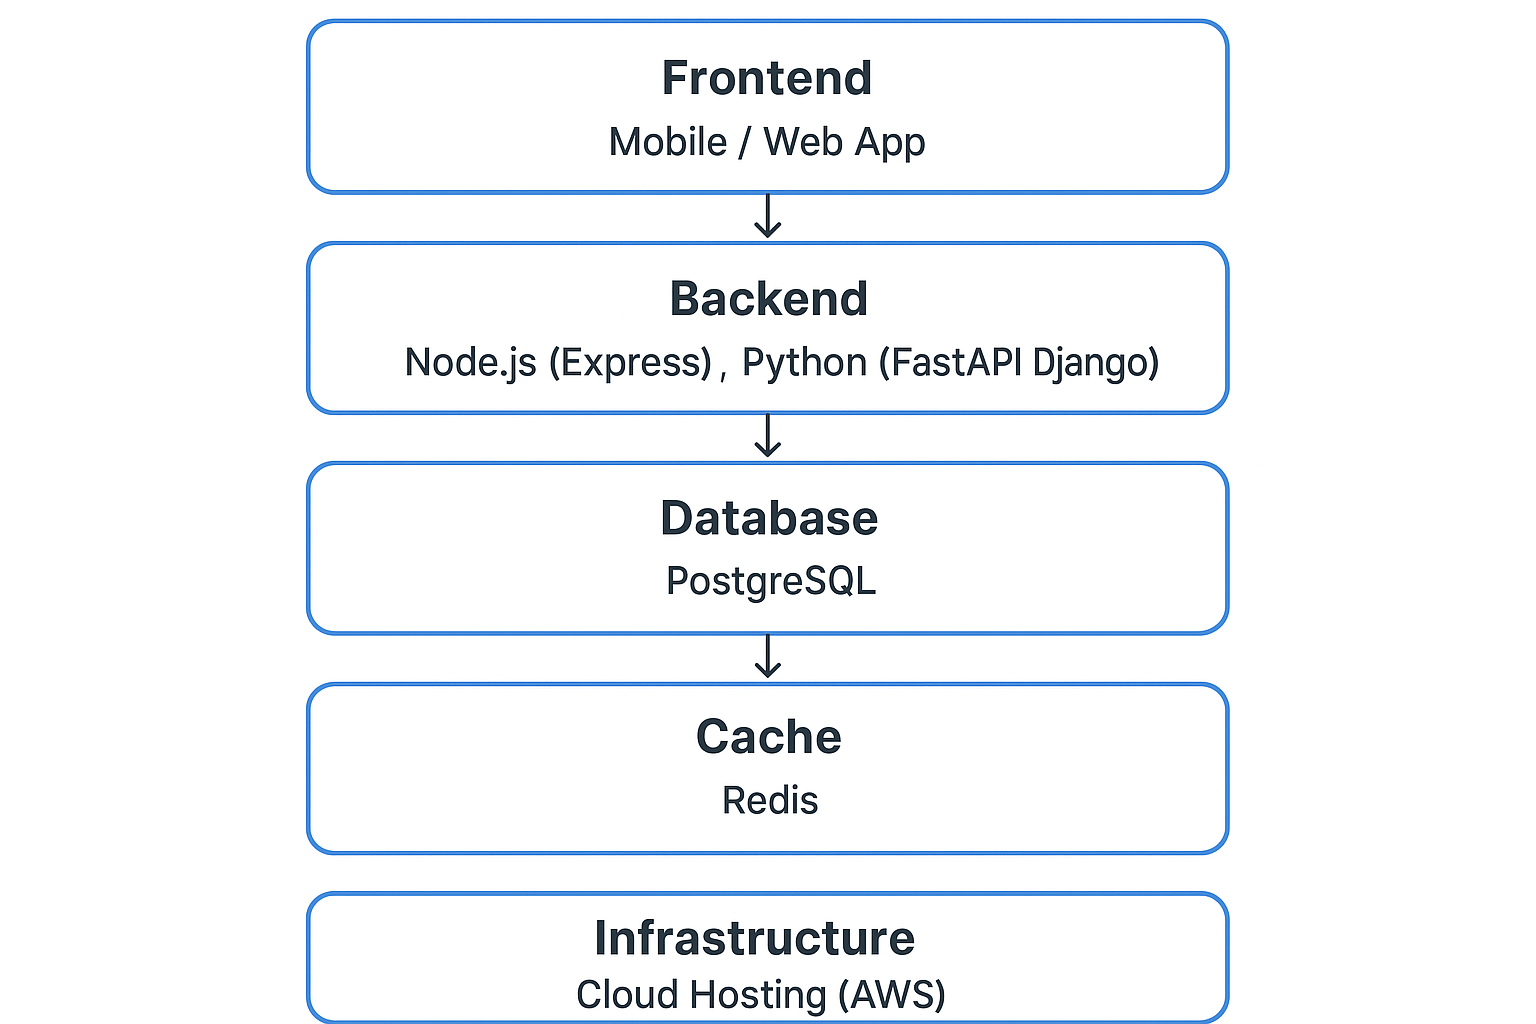 Frontend
Mobile / Web App
Backend
Node.js (Express), Python (FastAPI Django)
Database
PostgreSQL
Cache
Redis
Infrastructure
Cloud Hosting (AWS)